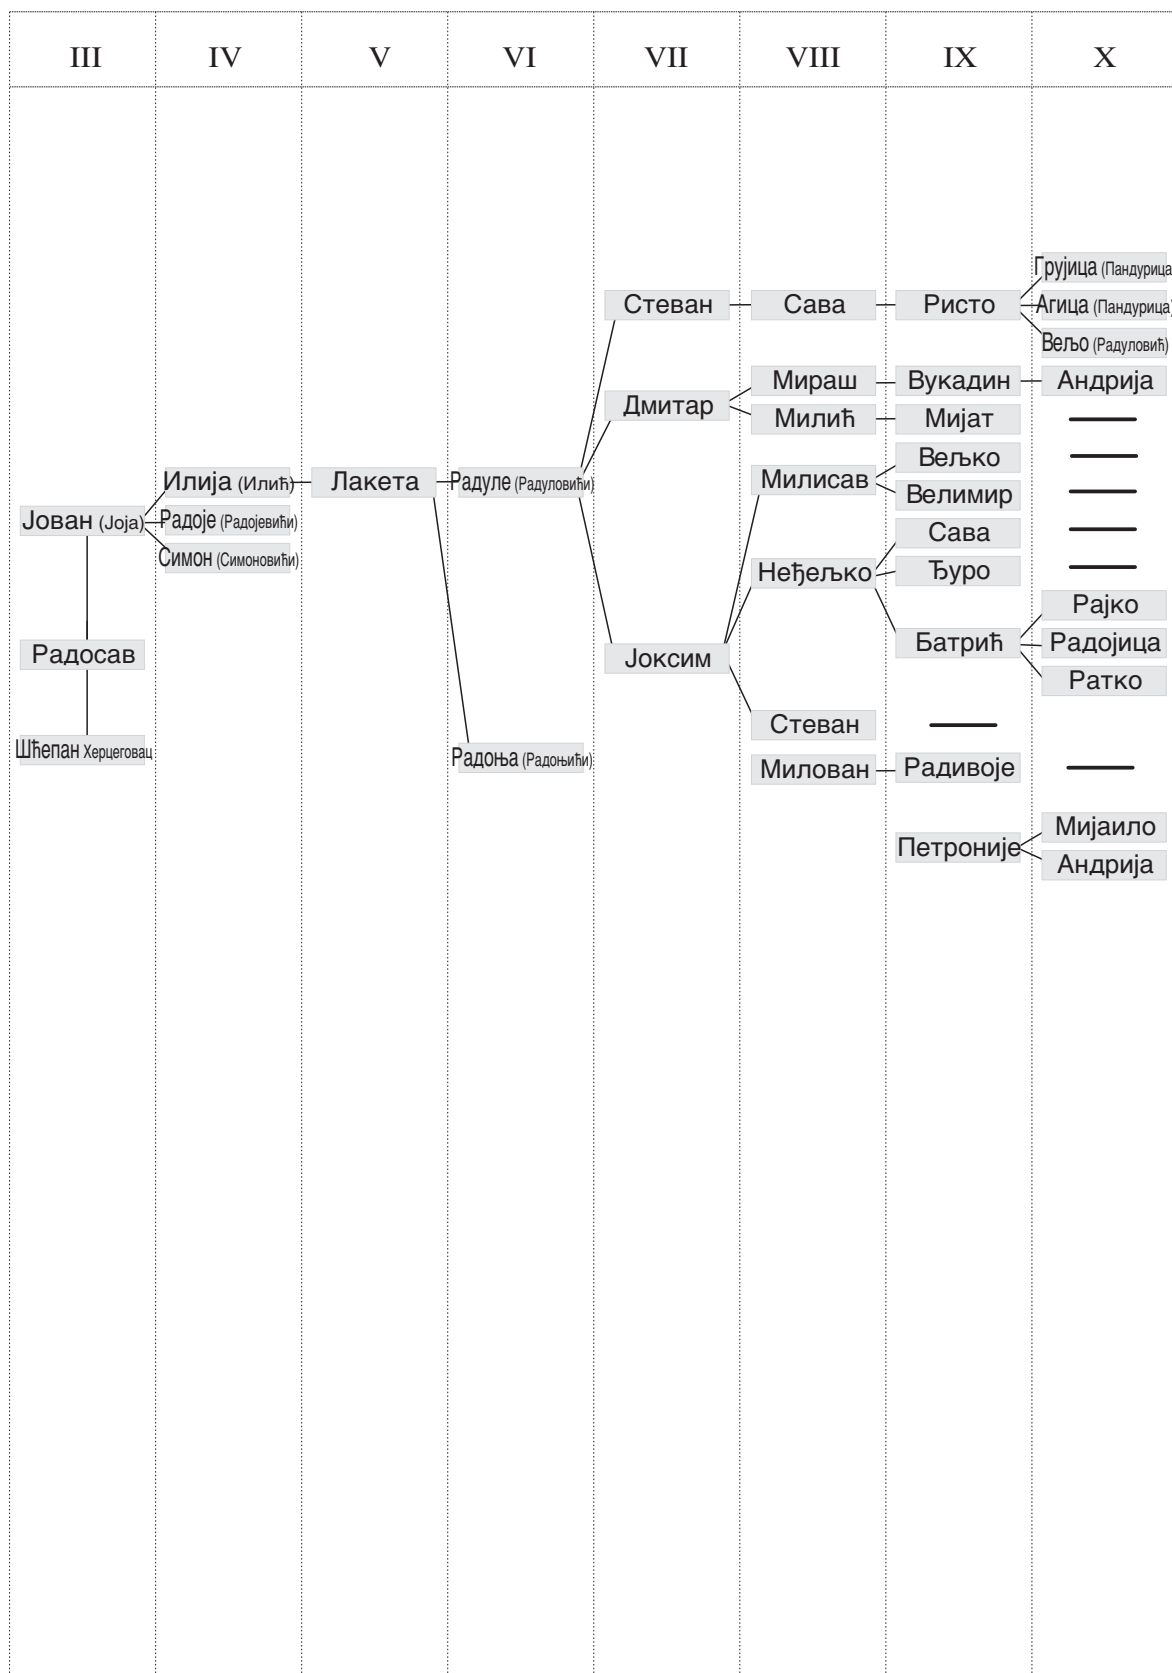 III IV V VI VII VIII IX X
Грујица (Пандурица
Стеван Сава Ристо Агица (Пандурица)
Вељо (Радуловић)
Мираш Вукадин Андрија
Дмитар
Милић Мијат
Вељко
Илија (Илић) Лакета Радуле (Радуловићи) Милисав
Велимир
Јован (Јоја) Радоје (Радојевићи)
Сава
Симон (Симоновићи)
Неђељко Ђуро
Рајко
Батрић Радојица
Радосав Јоксим
Ратко
Стеван
Шћепан Херцеговац Радоња (Радоњићи)
Милован Радивоје
Мијаило
Петроније
Андрија